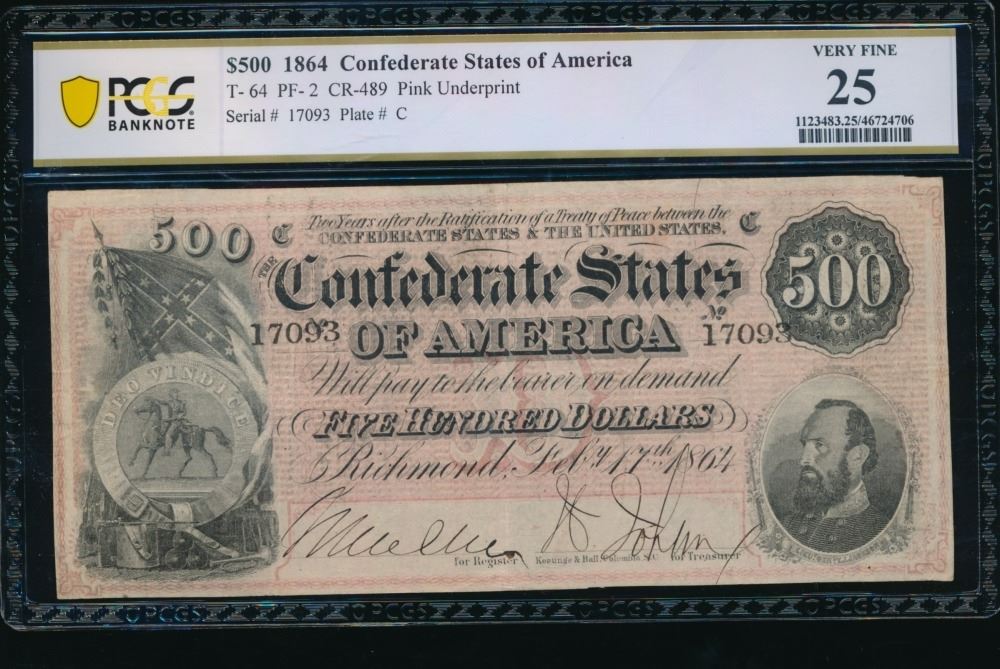 $500 1864 Confederate States of America
T- 64 PF- 2 CR-489 Pink Underprint
Serial # 17093 Plate # C
PCGS
BANKNOTE
VERY FINE
25
1123483.25/46724706
500
C Two Years after the Ratification of a Treaty of Peace between the C
CONFEDERATE STATES & THE UNITED STATES.
500
THE
Confederate States
No
17093 OF AMERICA 17093
Will pay to the bearer on demand
FIVE HUNDRED DOLLARS
DEO VINDICE
Richmond, Feby. 17th 1864
for Register Keatinge & Ball, Columbia, S.C. for Treasurer